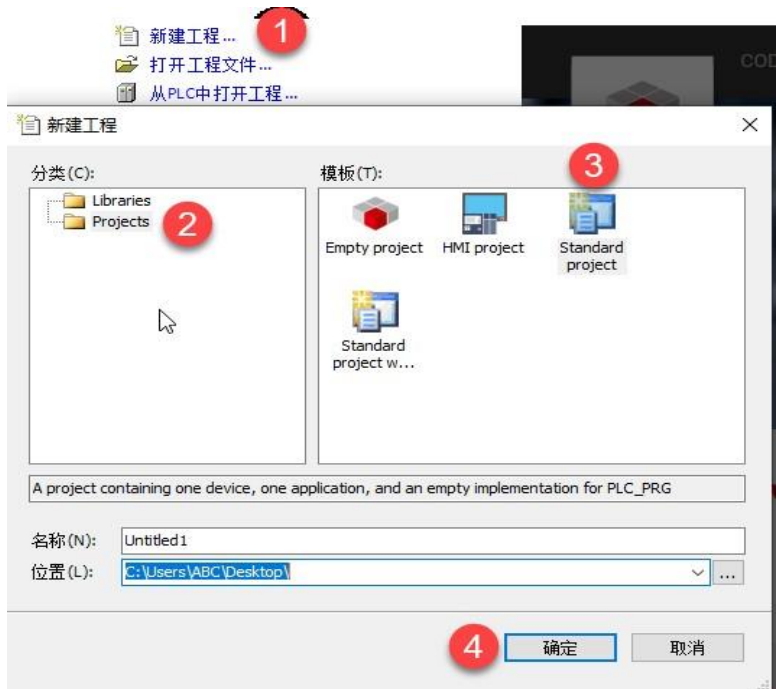 新建工程...
1
打开工程文件...
从PLC中打开工程...
COD
新建工程
分类(C):
Libraries
Projects
2
模板(T):
3
Empty project
HMI project
Standard
project
Standard
project w...
A project containing one device, one application, and an empty implementation for PLC_PRG
名称(N):
Untitled1
位置(L):
C:\Users\ABC\Desktop\
...
4
确定
取消